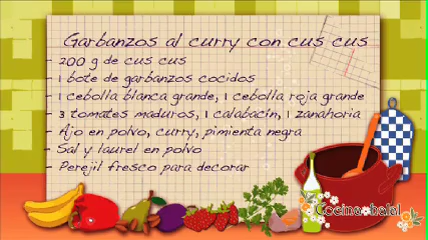 Garbanzos al curry con cus cus
- 200 g de cus cus
- 1 bote de garbanzos cocidos
- 1 cebolla blanca grande, 1 cebolla roja grande
- 3 tomates maduros, 1 calabacín, 1 zanahoria
- Ajo en polvo, curry, pimienta negra
- Sal y laurel en polvo
- Perejil fresco para decorar
Cocina halal